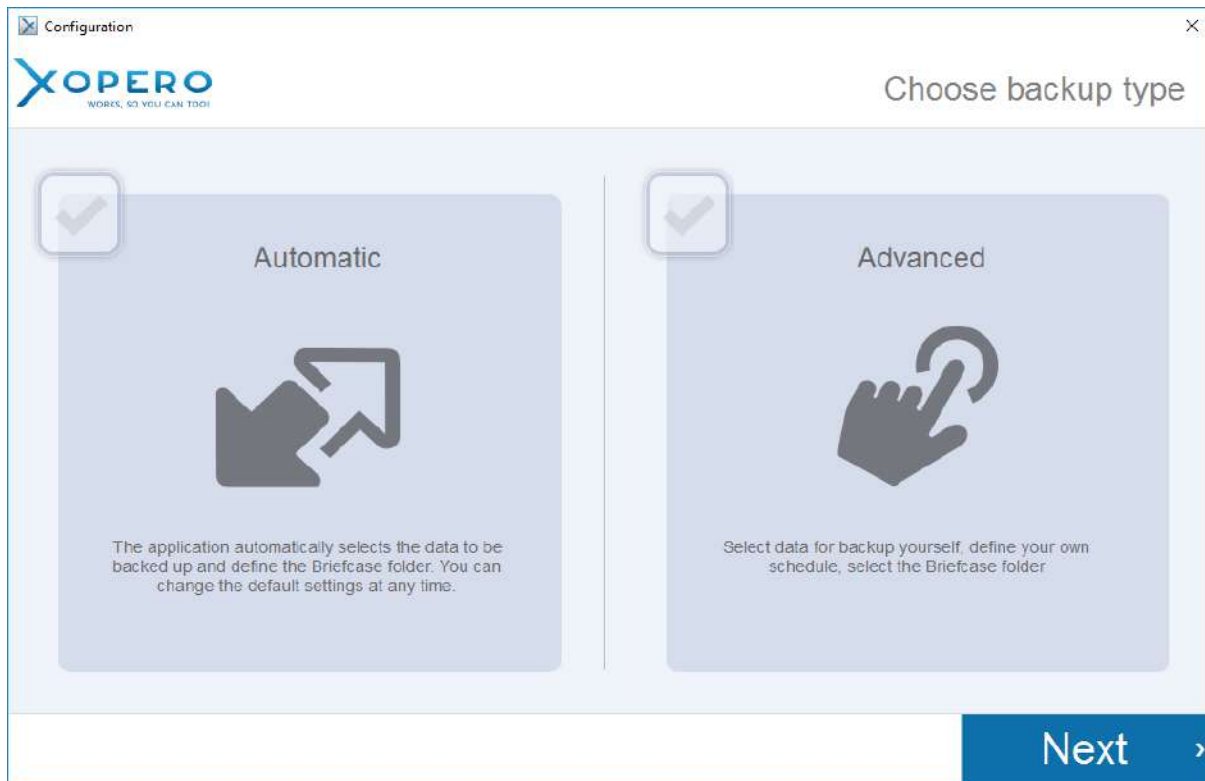 Configuration
XOPERO
WORKS, SO YOU CAN TOO!
Choose backup type
Automatic
The application automatically selects the data to be
backed up and define the Briefcase folder. You can
change the default settings at any time.
Advanced
Select data for backup yourself, define your own
schedule, select the Briefcase folder
Next